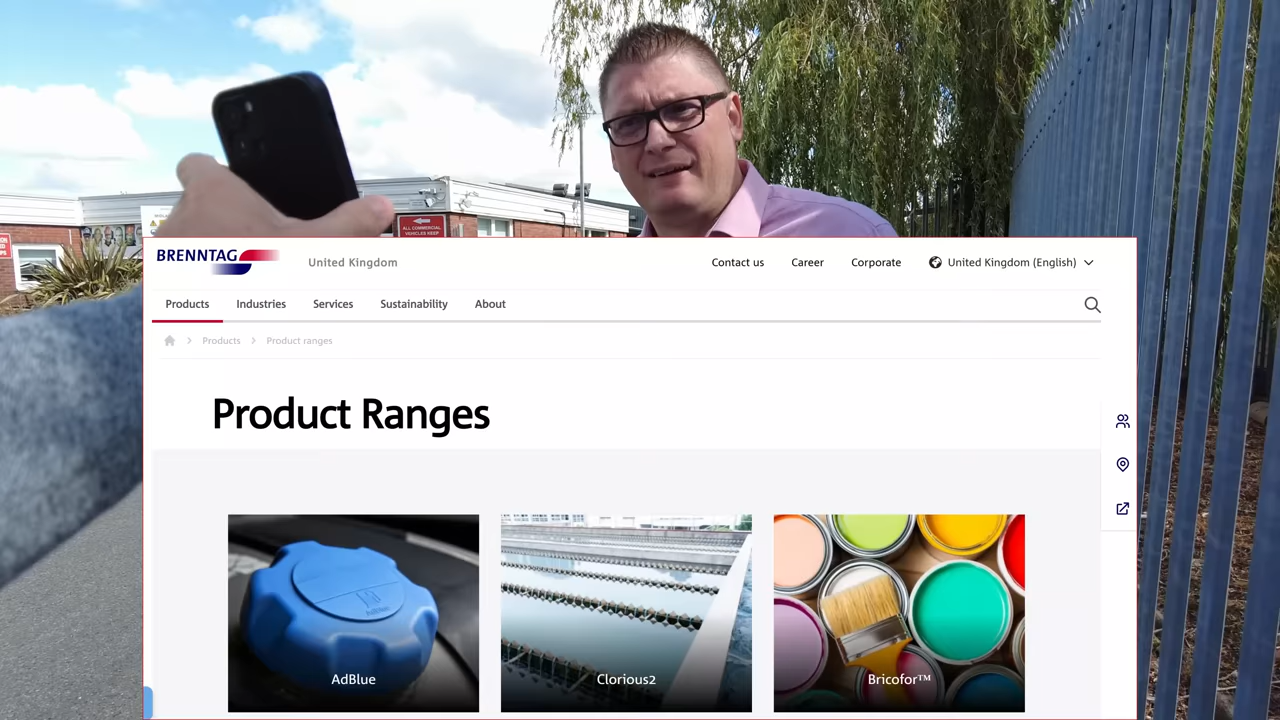 ALL COMMERCIAL
VEHICLES KEEP
BRENNTAG
United Kingdom
Contact us
Career
Corporate
United Kingdom (English)
Products
Industries
Services
Sustainability
About
Products
Product ranges
Product Ranges
AdBlue
AdBlue
Clorious2
Bricofor™